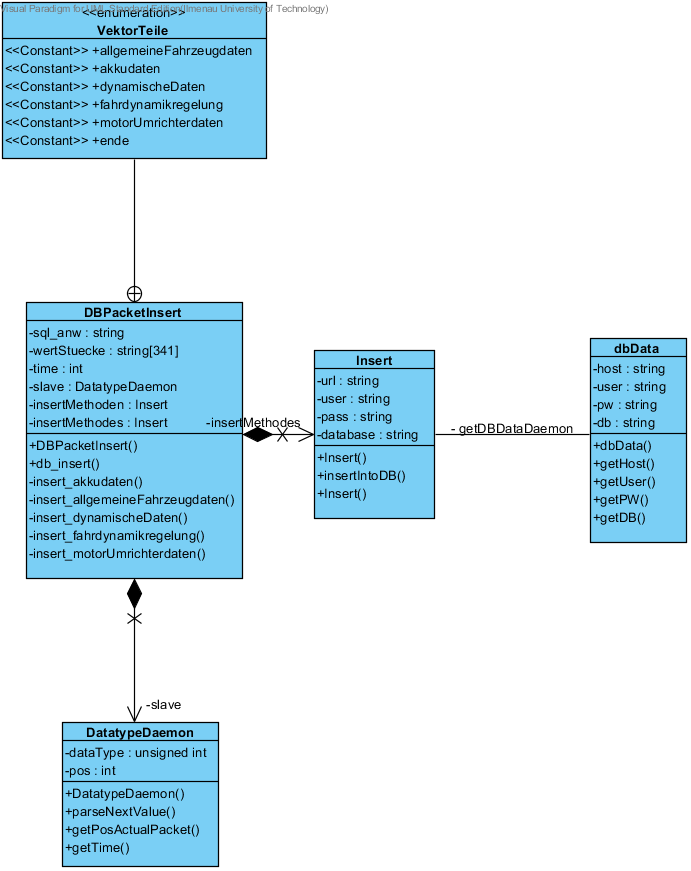 Visual Paradigm for UML Standard Edition(Ilmenau University of Technology)
<<enumeration>>
VektorTeile
<<Constant>> +allgemeineFahrzeugdaten
<<Constant>> +akkudaten
<<Constant>> +dynamischeDaten
<<Constant>> +fahrdynamikregelung
<<Constant>> +motorUmrichterdaten
<<Constant>> +ende
DBPacketInsert
-sql_anw : string
-wertStuecke : string[341]
-time : int
-slave : DatatypeDaemon
-insertMethoden : Insert
-insertMethodes : Insert
+DBPacketInsert()
+db_insert()
-insert_akkudaten()
-insert_allgemeineFahrzeugdaten()
-insert_dynamischeDaten()
-insert_fahrdynamikregelung()
-insert_motorUmrichterdaten()
-insertMethodes
Insert
-url : string
-user : string
-pass : string
-database : string
+Insert()
+insertIntoDB()
+Insert()
- getDBDataDaemon
dbData
-host : string
-user : string
-pw : string
-db : string
+dbData()
+getHost()
+getUser()
+getPW()
+getDB()
-slave
DatatypeDaemon
-dataType : unsigned int
-pos : int
+DatatypeDaemon()
+parseNextValue()
+getPosActualPacket()
+getTime()